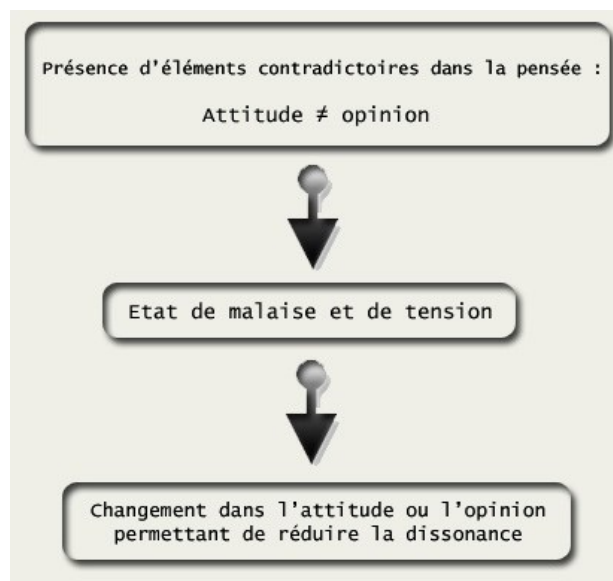 Présence d'éléments contradictoires dans la pensée :
Attitude ≠ opinion
Etat de malaise et de tension
Changement dans l'attitude ou l'opinion
permettant de réduire la dissonance